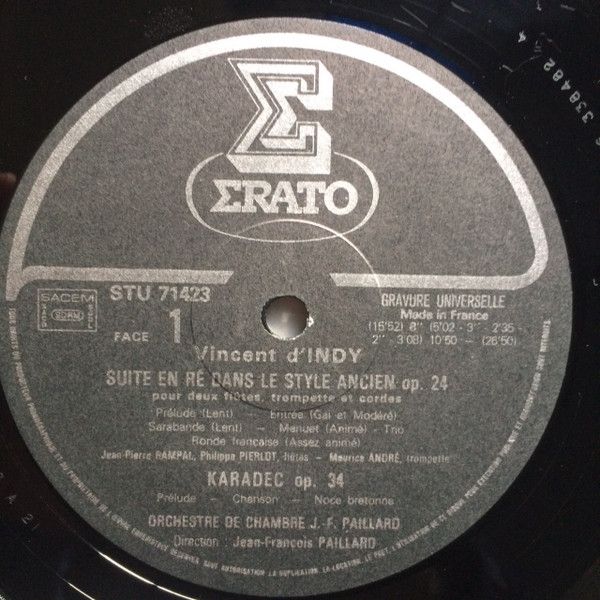 ERATO
SACEM
STU 71423
FACE 1
GRAVURE UNIVERSELLE
Made in France
(15'52) 8'' (5'02 - 3'' - 2'35 -
2'' - 3'08) 10'50 — (26'50)
Vincent d'INDY
SUITE EN RÉ DANS LE STYLE ANCIEN op. 24
pour deux flûtes, trompette et cordes
Prélude (Lent) — Entrée (Gai et Modéré)
Sarabande (Lent) — Menuet (Animé) - Trio
Ronde française (Assez animé)
Jean-Pierre RAMPAL, Philippe PIERLOT, flûtes — Maurice ANDRÉ, trompette
KARADEC op. 34
Prélude — Chanson — Noce bretonne
ORCHESTRE DE CHAMBRE J.-F. PAILLARD
Direction : Jean-François PAILLARD
338482